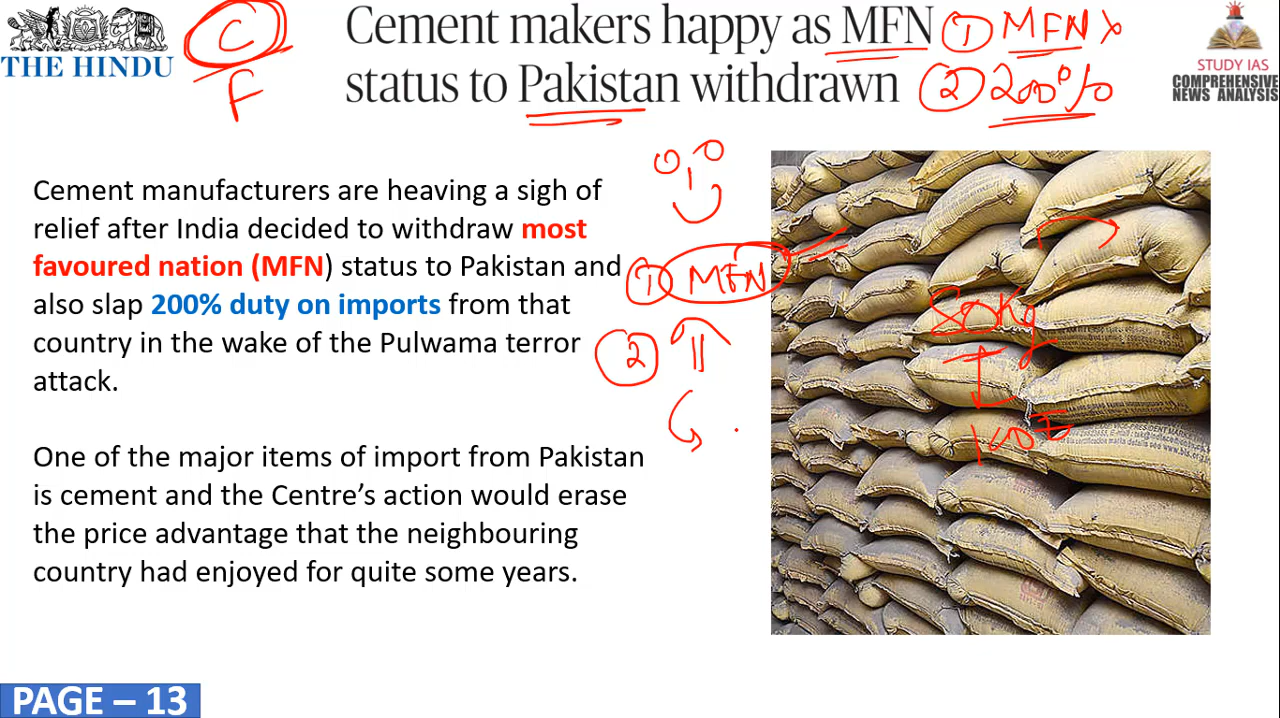 THE HINDU
C
F
Cement makers happy as MFN
status to Pakistan withdrawn
① MFN x
② 200%
STUDY IAS
COMPREHENSIVE
NEWS ANALYSIS
Cement manufacturers are heaving a sigh of
relief after India decided to withdraw most
favoured nation (MFN) status to Pakistan and
also slap 200% duty on imports from that
country in the wake of the Pulwama terror
attack.
One of the major items of import from Pakistan
is cement and the Centre’s action would erase
the price advantage that the neighbouring
country had enjoyed for quite some years.
① MFN
②
PAGE – 13